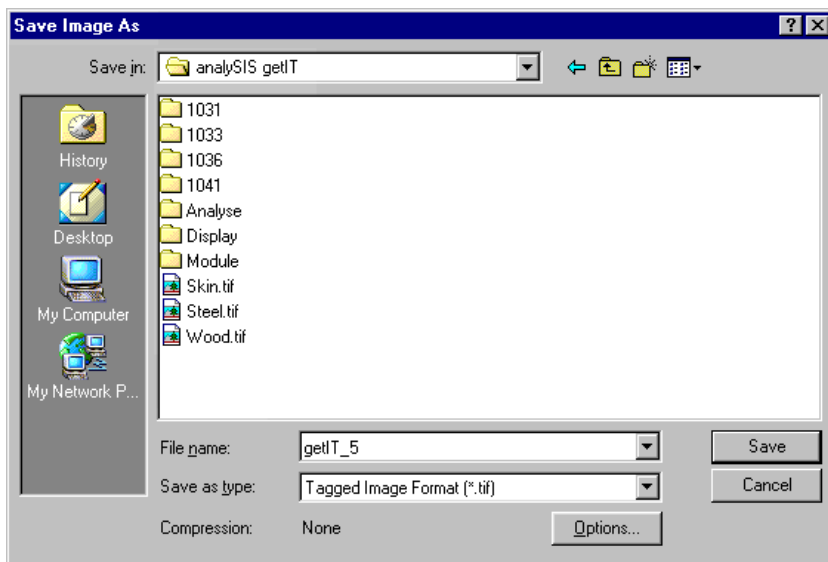 Save Image As
Save in: analySIS getIT
History
Desktop
My Computer
My Network P...
1031
1033
1036
1041
Analyse
Display
Module
Skin.tif
Steel.tif
Wood.tif
File name: getIT_5 Save
Save as type: Tagged Image Format (*.tif) Cancel
Compression: None Options...